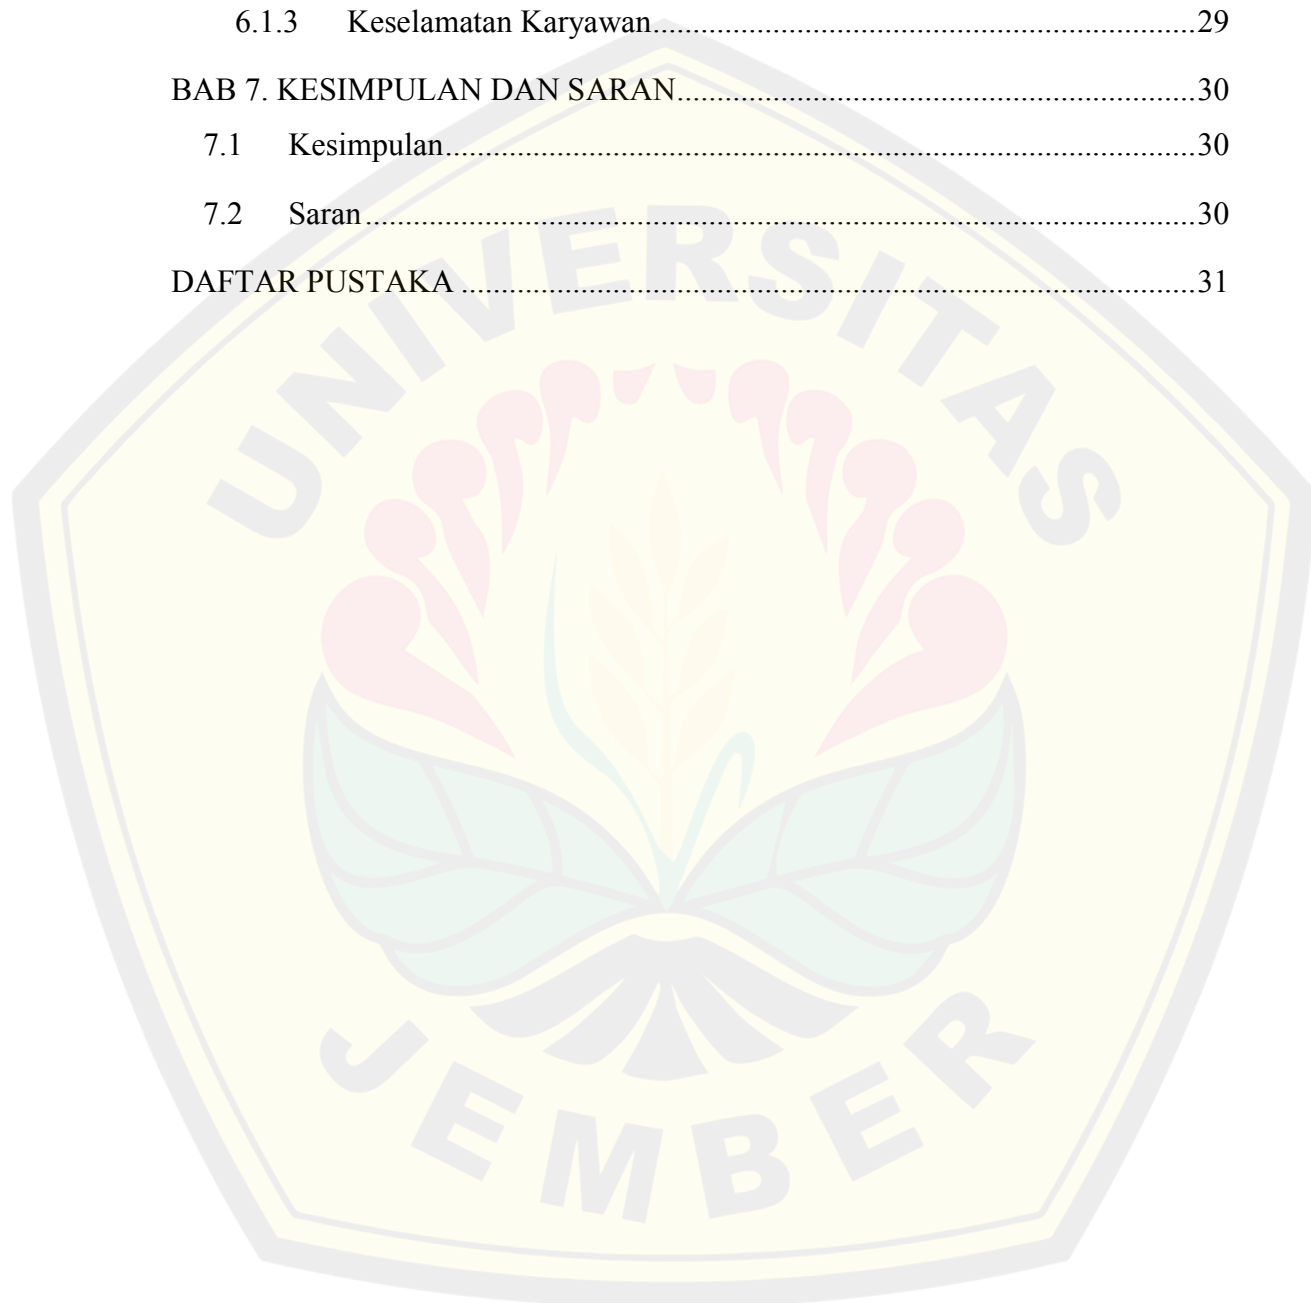 6.1.3 Keselamatan Karyawan.....................................................................29
BAB 7. KESIMPULAN DAN SARAN..................................................................30
7.1 Kesimpulan................................................................................................30
7.2 Saran..........................................................................................................30
DAFTAR PUSTAKA..............................................................................................31
UNIVERSITAS
JEMBER